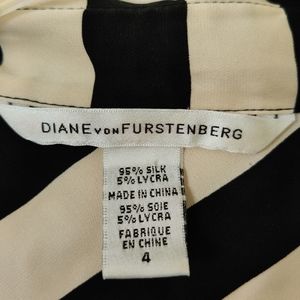 DIANE VON FURSTENBERG
95% SILK
5% LYCRA
MADE IN CHINA
95% SOIE
5% LYCRA
FABRIQUE
EN CHINE
4